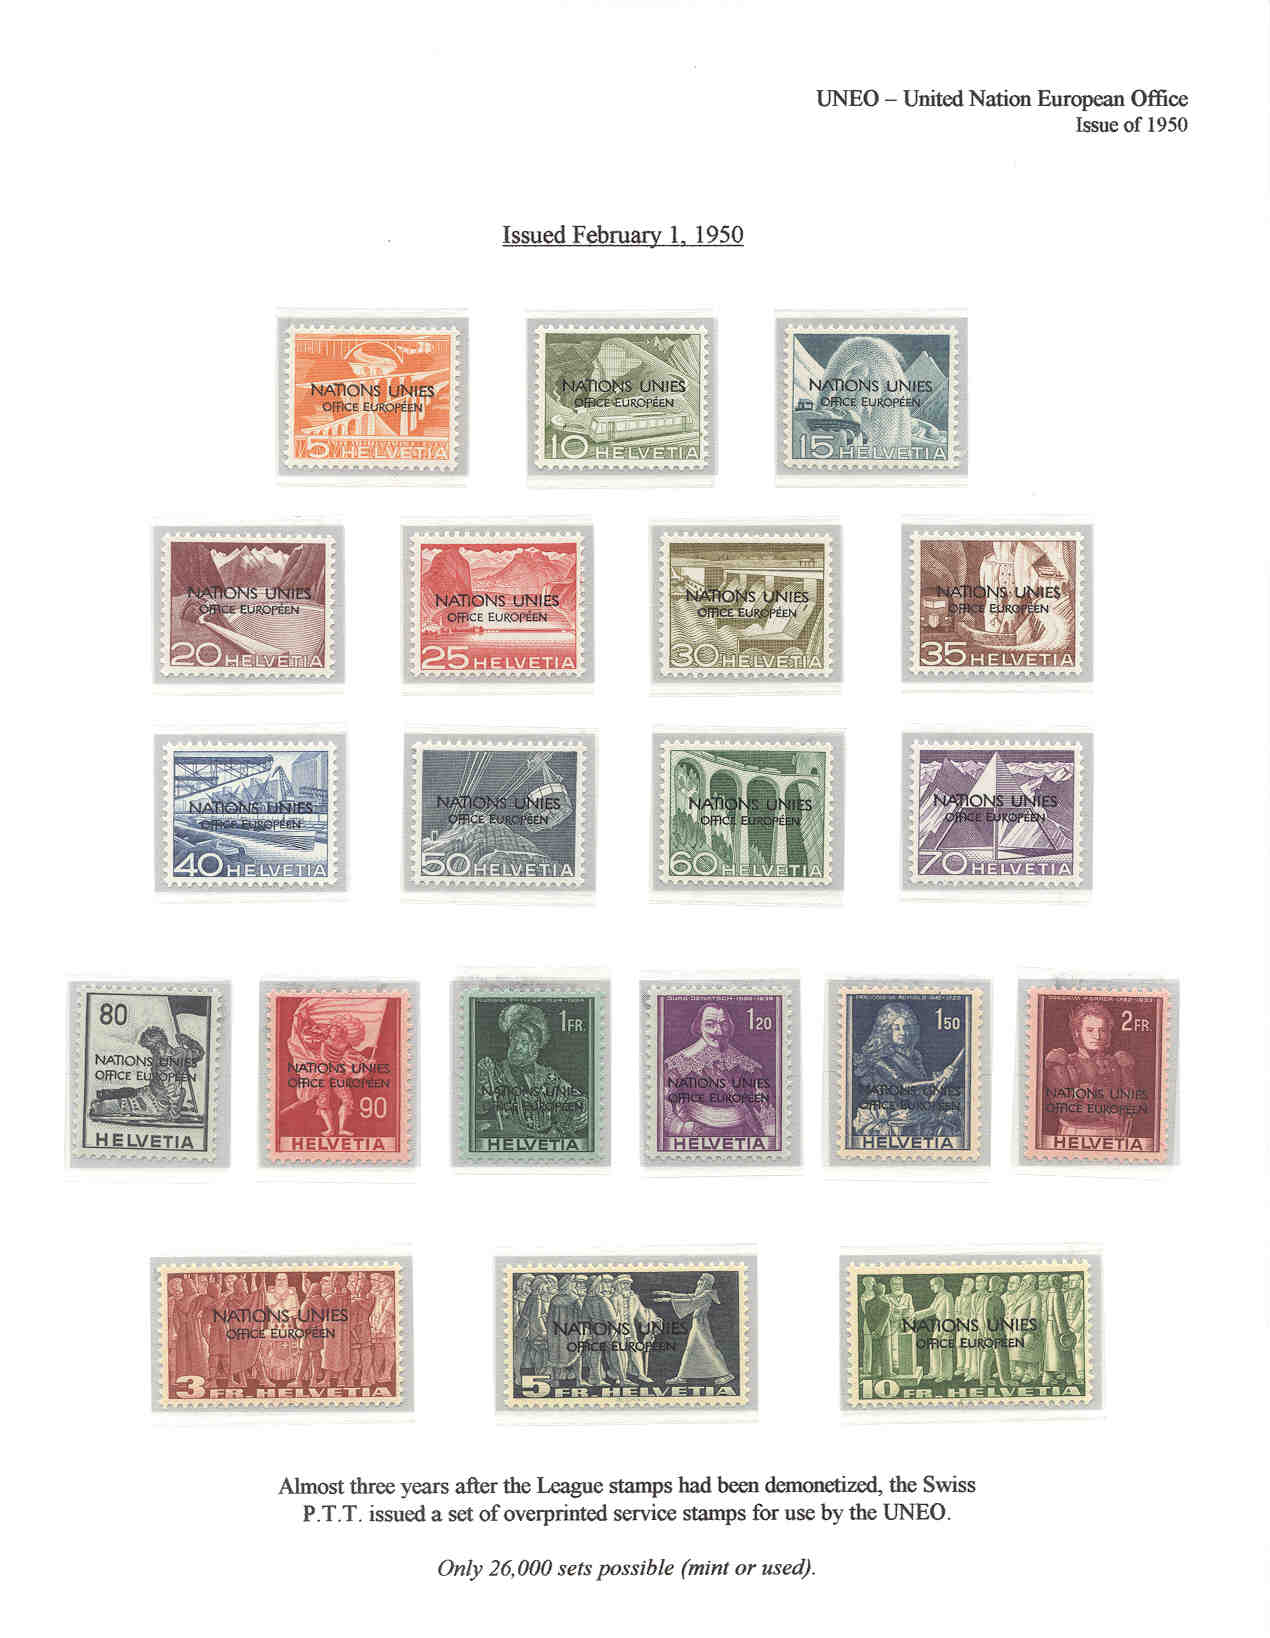 UNEO – United Nation European Office
Issue of 1950
Issued February 1, 1950
NATIONS UNIES
OFFICE EUROPÉEN
5 HELVETIA
NATIONS UNIES
OFFICE EUROPÉEN
10 HELVETIA
NATIONS UNIES
OFFICE EUROPÉEN
15 HELVETIA
NATIONS UNIES
OFFICE EUROPÉEN
20 HELVETIA
NATIONS UNIES
OFFICE EUROPÉEN
25 HELVETIA
NATIONS UNIES
OFFICE EUROPÉEN
30 HELVETIA
NATIONS UNIES
OFFICE EUROPÉEN
35 HELVETIA
NATIONS UNIES
OFFICE EUROPÉEN
40 HELVETIA
NATIONS UNIES
OFFICE EUROPÉEN
50 HELVETIA
NATIONS UNIES
OFFICE EUROPÉEN
60 HELVETIA
NATIONS UNIES
OFFICE EUROPÉEN
70 HELVETIA
80
NATIONS UNIES
OFFICE EUROPÉEN
HELVETIA
NATIONS UNIES
OFFICE EUROPÉEN
90
HELVETIA
1 FR.
NATIONS UNIES
OFFICE EUROPÉEN
HELVETIA
1 20
NATIONS UNIES
OFFICE EUROPÉEN
HELVETIA
1 50
NATIONS UNIES
OFFICE EUROPÉEN
HELVETIA
2 FR.
NATIONS UNIES
OFFICE EUROPÉEN
HELVETIA
NATIONS UNIES
OFFICE EUROPÉEN
3 FR. HELVETIA
NATIONS UNIES
OFFICE EUROPÉEN
5 FR. HELVETIA
NATIONS UNIES
OFFICE EUROPÉEN
10 FR. HELVETIA
Almost three years after the League stamps had been demonetized, the Swiss
P.T.T. issued a set of overprinted service stamps for use by the UNEO.
Only 26,000 sets possible (mint or used).